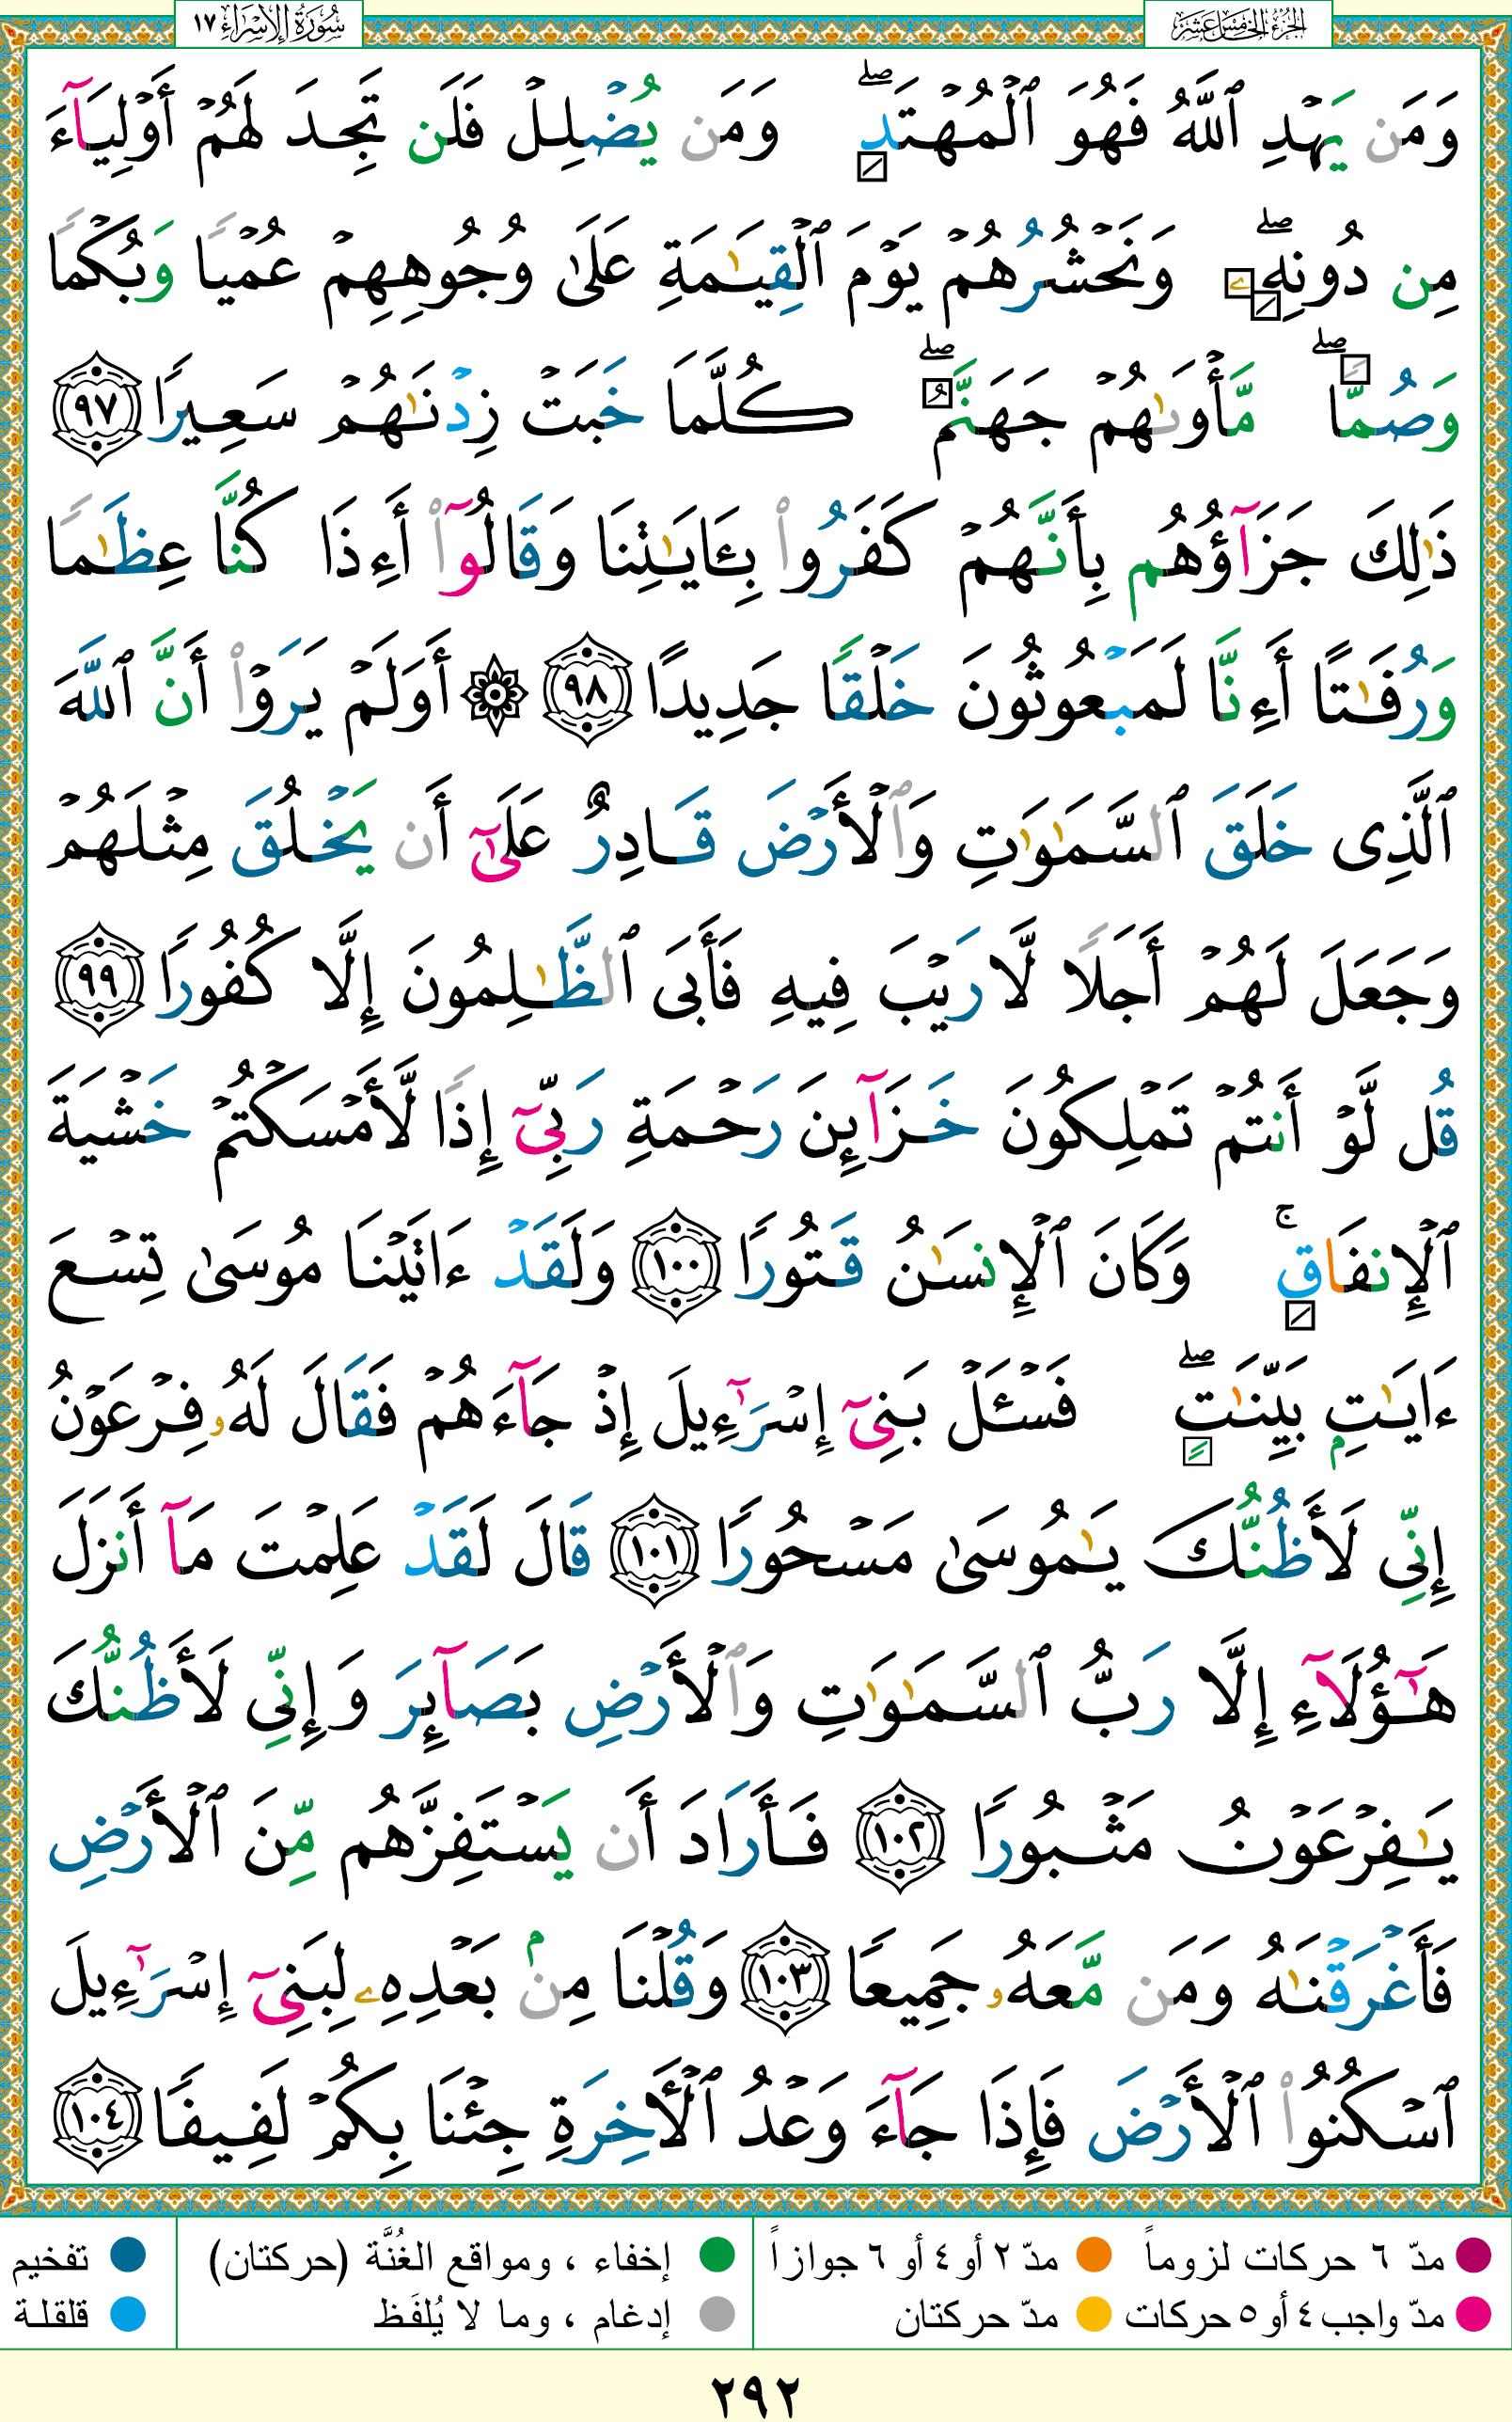 الجزء الخامس عشر
سورة الإسراء ١٧
وَمَن يَهْدِ ٱللَّهُ فَهُوَ ٱلْمُهْتَدِ ۖ وَمَن يُضْلِلْ فَلَن تَجِدَ لَهُمْ أَوْلِيَآءَ
مِن دُونِهِۦ ۖ وَنَحْشُرُهُمْ يَوْمَ ٱلْقِيَـٰمَةِ عَلَىٰ وُجُوهِهِمْ عُمْيًا وَبُكْمًا
وَصُمًّا ۖ مَّأْوَىٰهُمْ جَهَنَّمُ ۖ كُلَّمَا خَبَتْ زِدْنَـٰهُمْ سَعِيرًا ٩٧
ذَٰلِكَ جَزَآؤُهُم بِأَنَّهُمْ كَفَرُوا۟ بِـَٔايَـٰتِنَا وَقَالُوٓا۟ أَءِذَا كُنَّا عِظَـٰمًا
وَرُفَـٰتًا أَءِنَّا لَمَبْعُوثُونَ خَلْقًا جَدِيدًا ٩٨ ۞ أَوَلَمْ يَرَوْا۟ أَنَّ ٱللَّهَ
ٱلَّذِى خَلَقَ ٱلسَّمَـٰوَٰتِ وَٱلْأَرْضَ قَادِرٌ عَلَىٰٓ أَن يَخْلُقَ مِثْلَهُمْ
وَجَعَلَ لَهُمْ أَجَلًا لَّا رَيْبَ فِيهِ فَأَبَى ٱلظَّـٰلِمُونَ إِلَّا كُفُورًا ٩٩
قُل لَّوْ أَنتُمْ تَمْلِكُونَ خَزَآئِنَ رَحْمَةِ رَبِّىٓ إِذًا لَّأَمْسَكْتُمْ خَشْيَةَ
ٱلْإِنفَاقِ ۚ وَكَانَ ٱلْإِنسَـٰنُ قَتُورًا ١٠٠ وَلَقَدْ ءَاتَيْنَا مُوسَىٰ تِسْعَ
ءَايَـٰتٍۭ بَيِّنَـٰتٍ ۖ فَسْـَٔلْ بَنِىٓ إِسْرَٰٓءِيلَ إِذْ جَآءَهُمْ فَقَالَ لَهُۥ فِرْعَوْنُ
إِنِّى لَأَظُنُّكَ يَـٰمُوسَىٰ مَسْحُورًا ١٠١ قَالَ لَقَدْ عَلِمْتَ مَآ أَنزَلَ
هَـٰٓؤُلَآءِ إِلَّا رَبُّ ٱلسَّمَـٰوَٰتِ وَٱلْأَرْضِ بَصَآئِرَ وَإِنِّى لَأَظُنُّكَ
يَـٰفِرْعَوْنُ مَثْبُورًا ١٠٢ فَأَرَادَ أَن يَسْتَفِزَّهُم مِّنَ ٱلْأَرْضِ
فَأَغْرَقْنَـٰهُ وَمَن مَّعَهُۥ جَمِيعًا ١٠٣ وَقُلْنَا مِنۢ بَعْدِهِۦ لِبَنِىٓ إِسْرَٰٓءِيلَ
ٱسْكُنُوا۟ ٱلْأَرْضَ فَإِذَا جَآءَ وَعْدُ ٱلْأَخِرَةِ جِئْنَا بِكُمْ لَفِيفًا ١٠٤
مدّ ٦ حركات لزوماً مدّ ٢ أو ٤ أو ٦ جوازاً إخفاء ، ومواقع الغُنَّة (حركتان) تفخيم
مدّ واجب ٤ أو ٥ حركات مدّ حركتان إدغام ، وما لا يُلفَظ قلقلة
٢٩٢